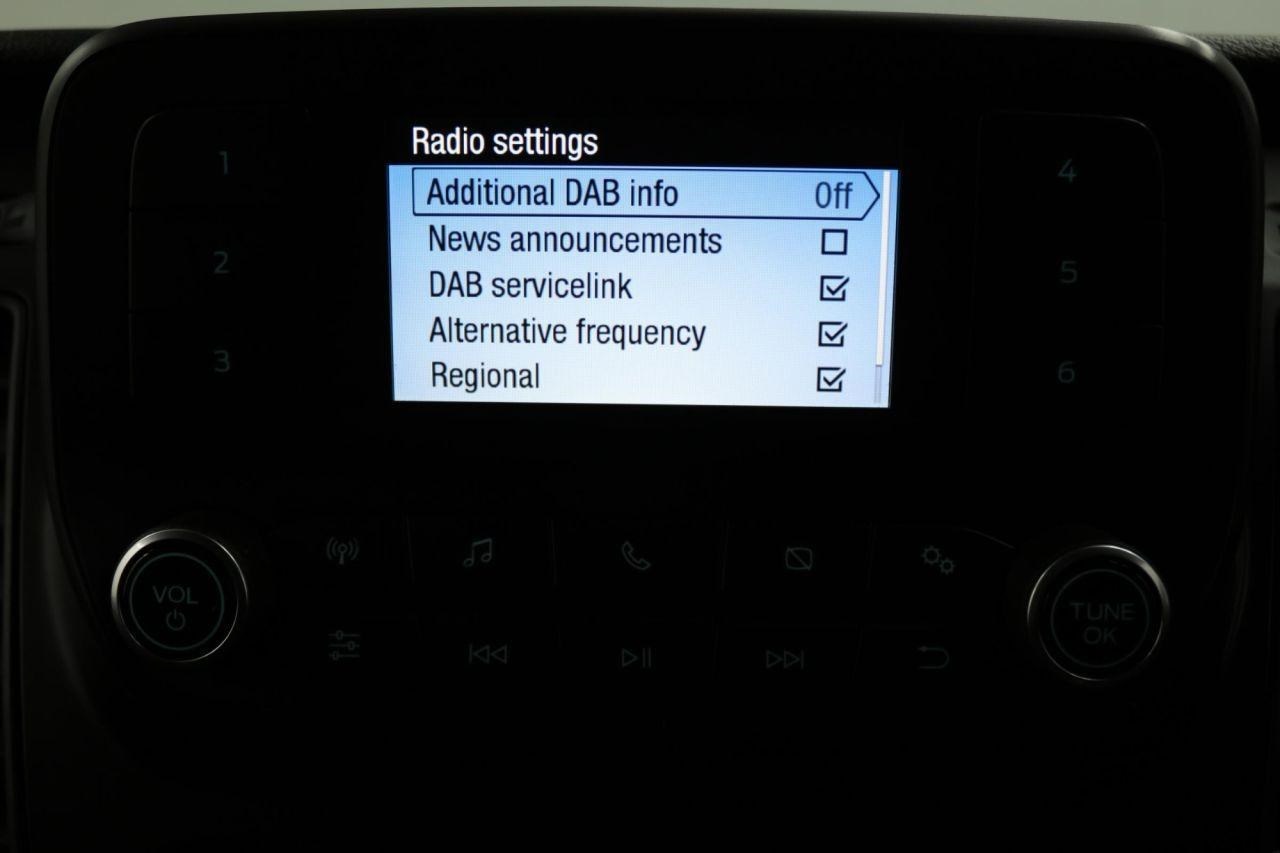 Radio settings
Additional DAB info Off
News announcements
DAB servicelink
Alternative frequency
Regional
1
2
3
4
5
6
VOL
TUNE
OK